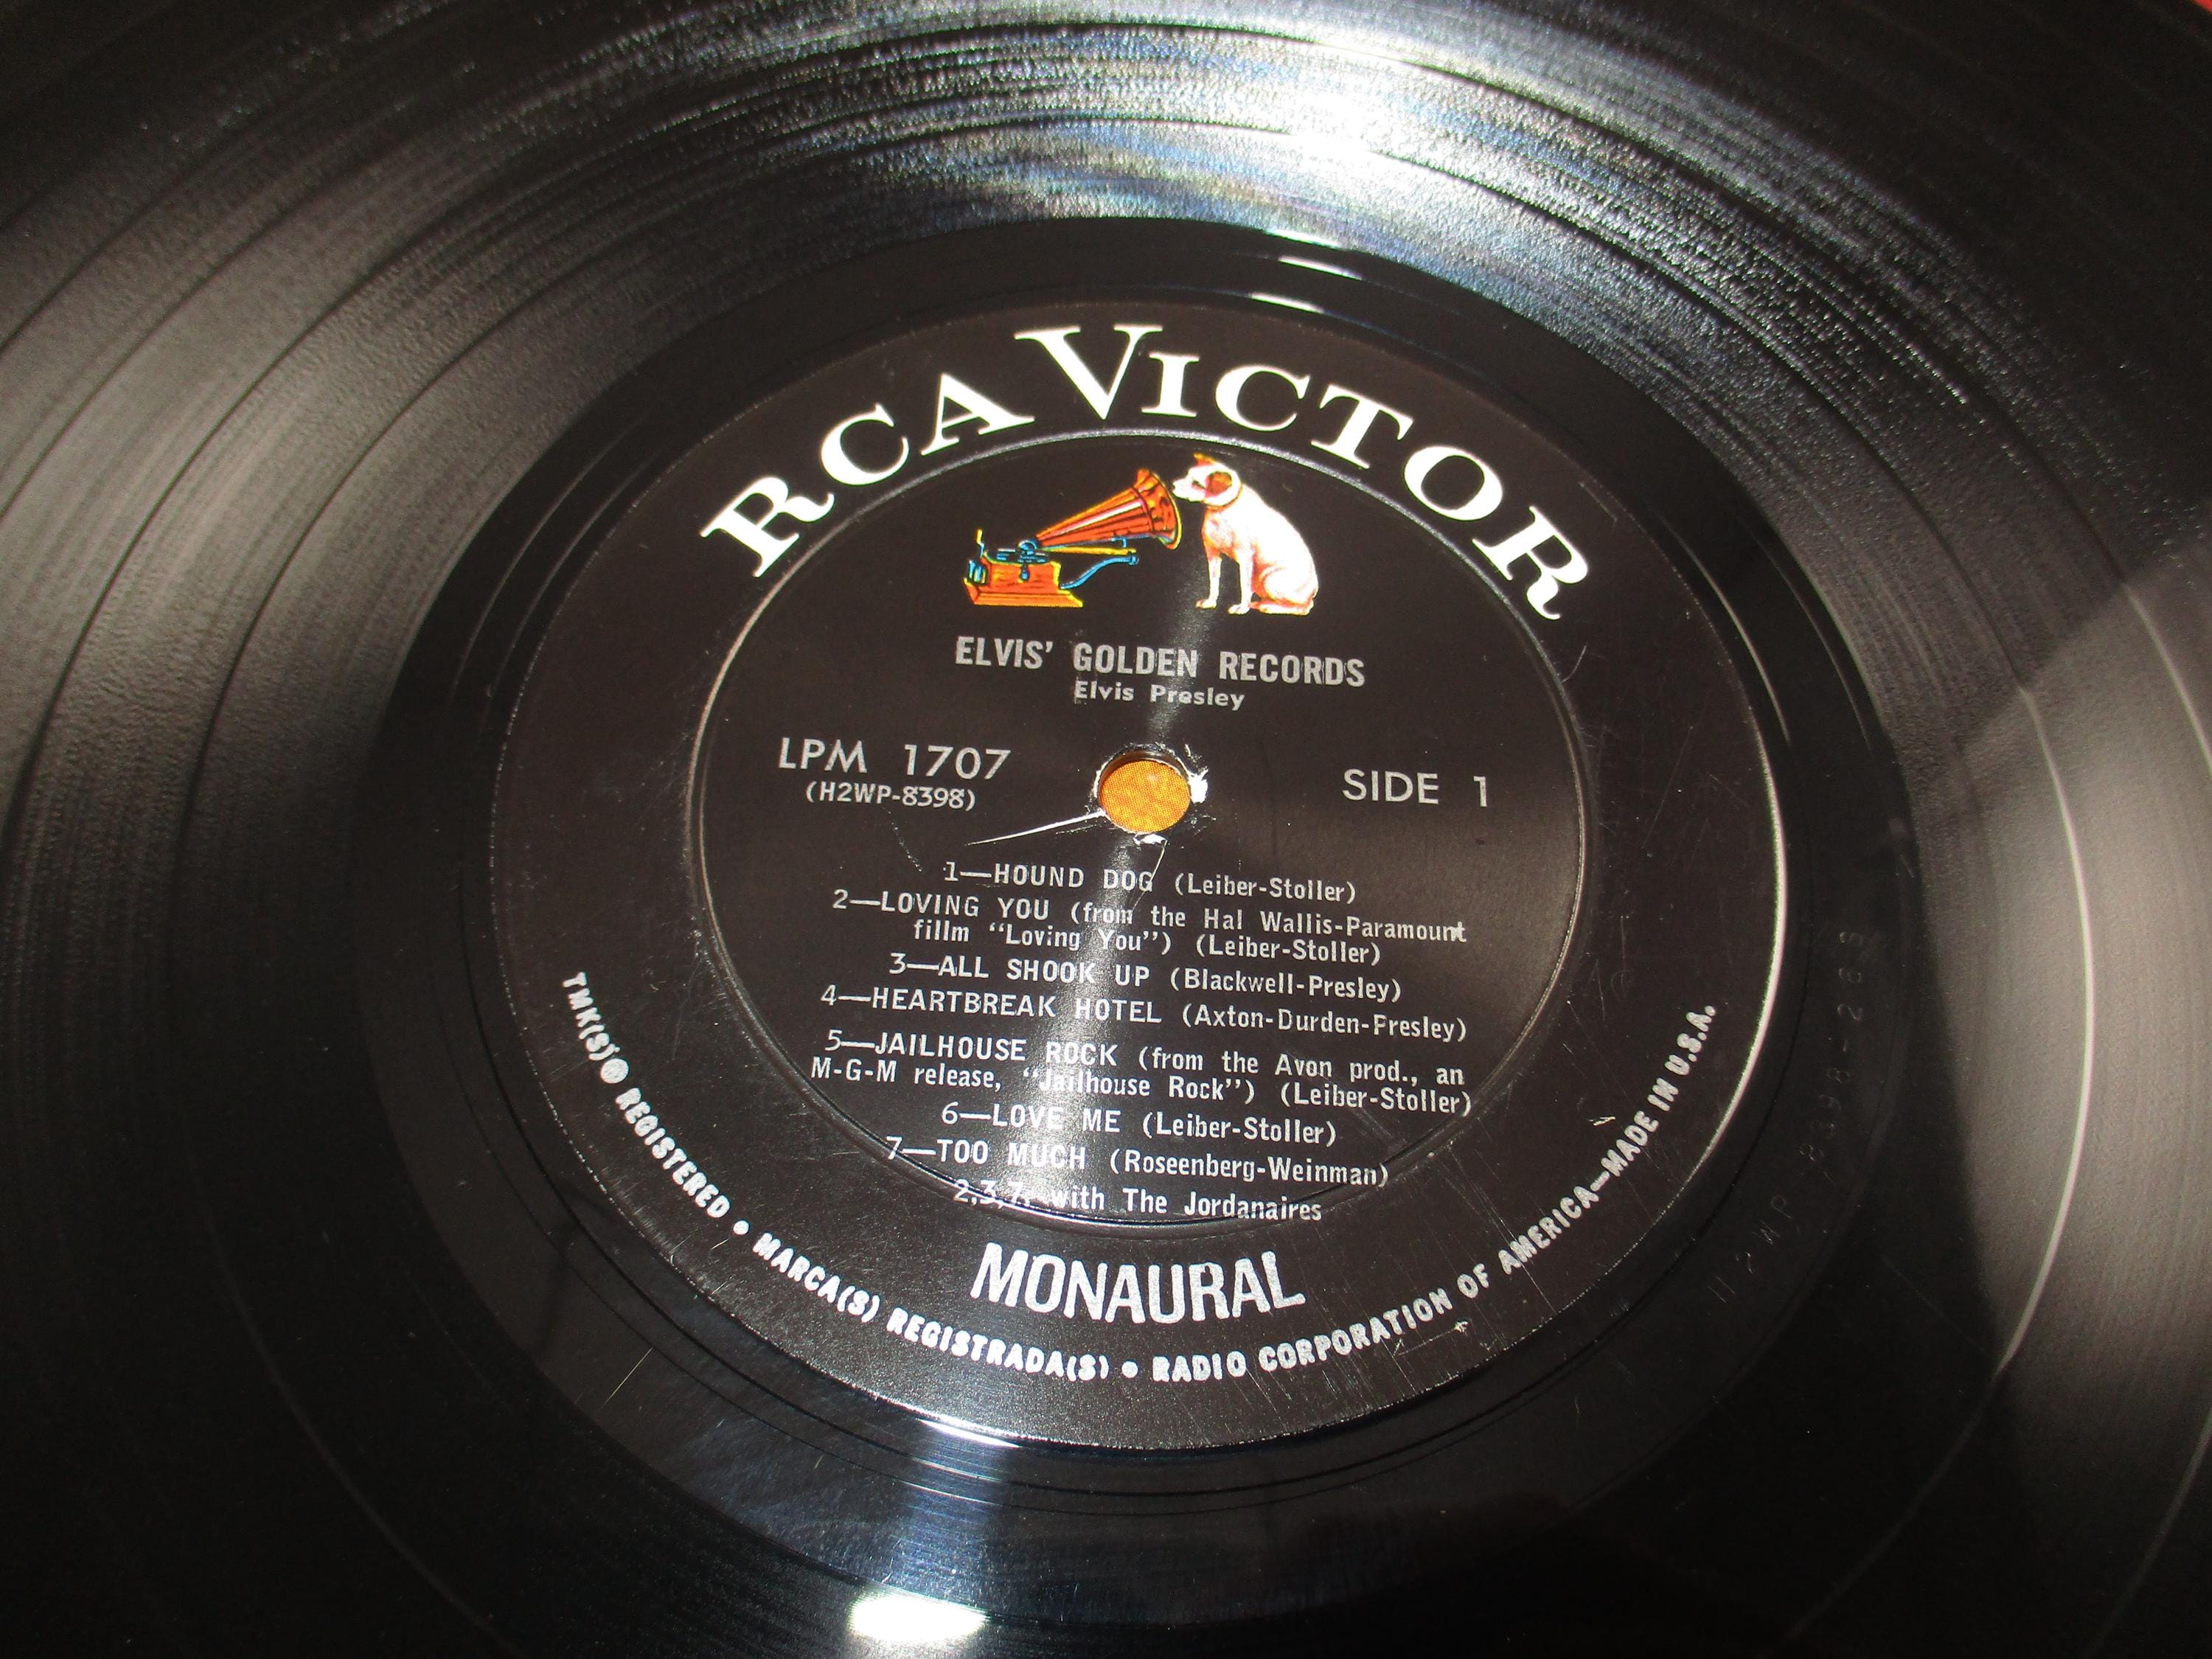 RCA VICTOR
ELVIS' GOLDEN RECORDS
Elvis Presley
LPM 1707
(H2WP-8398)
SIDE 1
1—HOUND DOG (Leiber-Stoller)
2—LOVING YOU (from the Hal Wallis-Paramount
fillm "Loving You") (Leiber-Stoller)
3—ALL SHOOK UP (Blackwell-Presley)
4—HEARTBREAK HOTEL (Axton-Durden-Presley)
5—JAILHOUSE ROCK (from the Avon prod., an
M-G-M release, "Jailhouse Rock") (Leiber-Stoller)
6—LOVE ME (Leiber-Stoller)
7—TOO MUCH (Roseenberg-Weinman)
2,3,7, with The Jordanaires
MONAURAL
TMK(S) ® REGISTERED • MARCA(S) REGISTRADA(S) • RADIO CORPORATION OF AMERICA—MADE IN U.S.A.